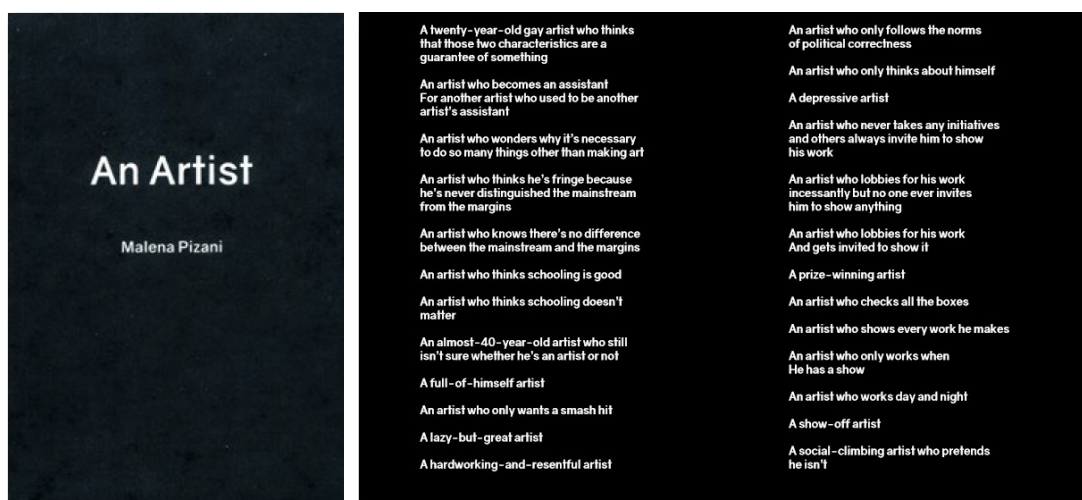 An Artist
Malena Pizani
A twenty-year-old gay artist who thinks
that those two characteristics are a
guarantee of something
An artist who becomes an assistant
For another artist who used to be another
artist's assistant
An artist who wonders why it's necessary
to do so many things other than making art
An artist who thinks he's fringe because
he's never distinguished the mainstream
from the margins
An artist who knows there's no difference
between the mainstream and the margins
An artist who thinks schooling is good
An artist who thinks schooling doesn't
matter
An almost-40-year-old artist who still
isn't sure whether he's an artist or not
A full-of-himself artist
An artist who only wants a smash hit
A lazy-but-great artist
A hardworking-and-resentful artist
An artist who only follows the norms
of political correctness
An artist who only thinks about himself
A depressive artist
An artist who never takes any initiatives
and others always invite him to show
his work
An artist who lobbies for his work
incessantly but no one ever invites
him to show anything
An artist who lobbies for his work
And gets invited to show it
A prize-winning artist
An artist who checks all the boxes
An artist who shows every work he makes
An artist who only works when
He has a show
An artist who works day and night
A show-off artist
A social-climbing artist who pretends
he isn't